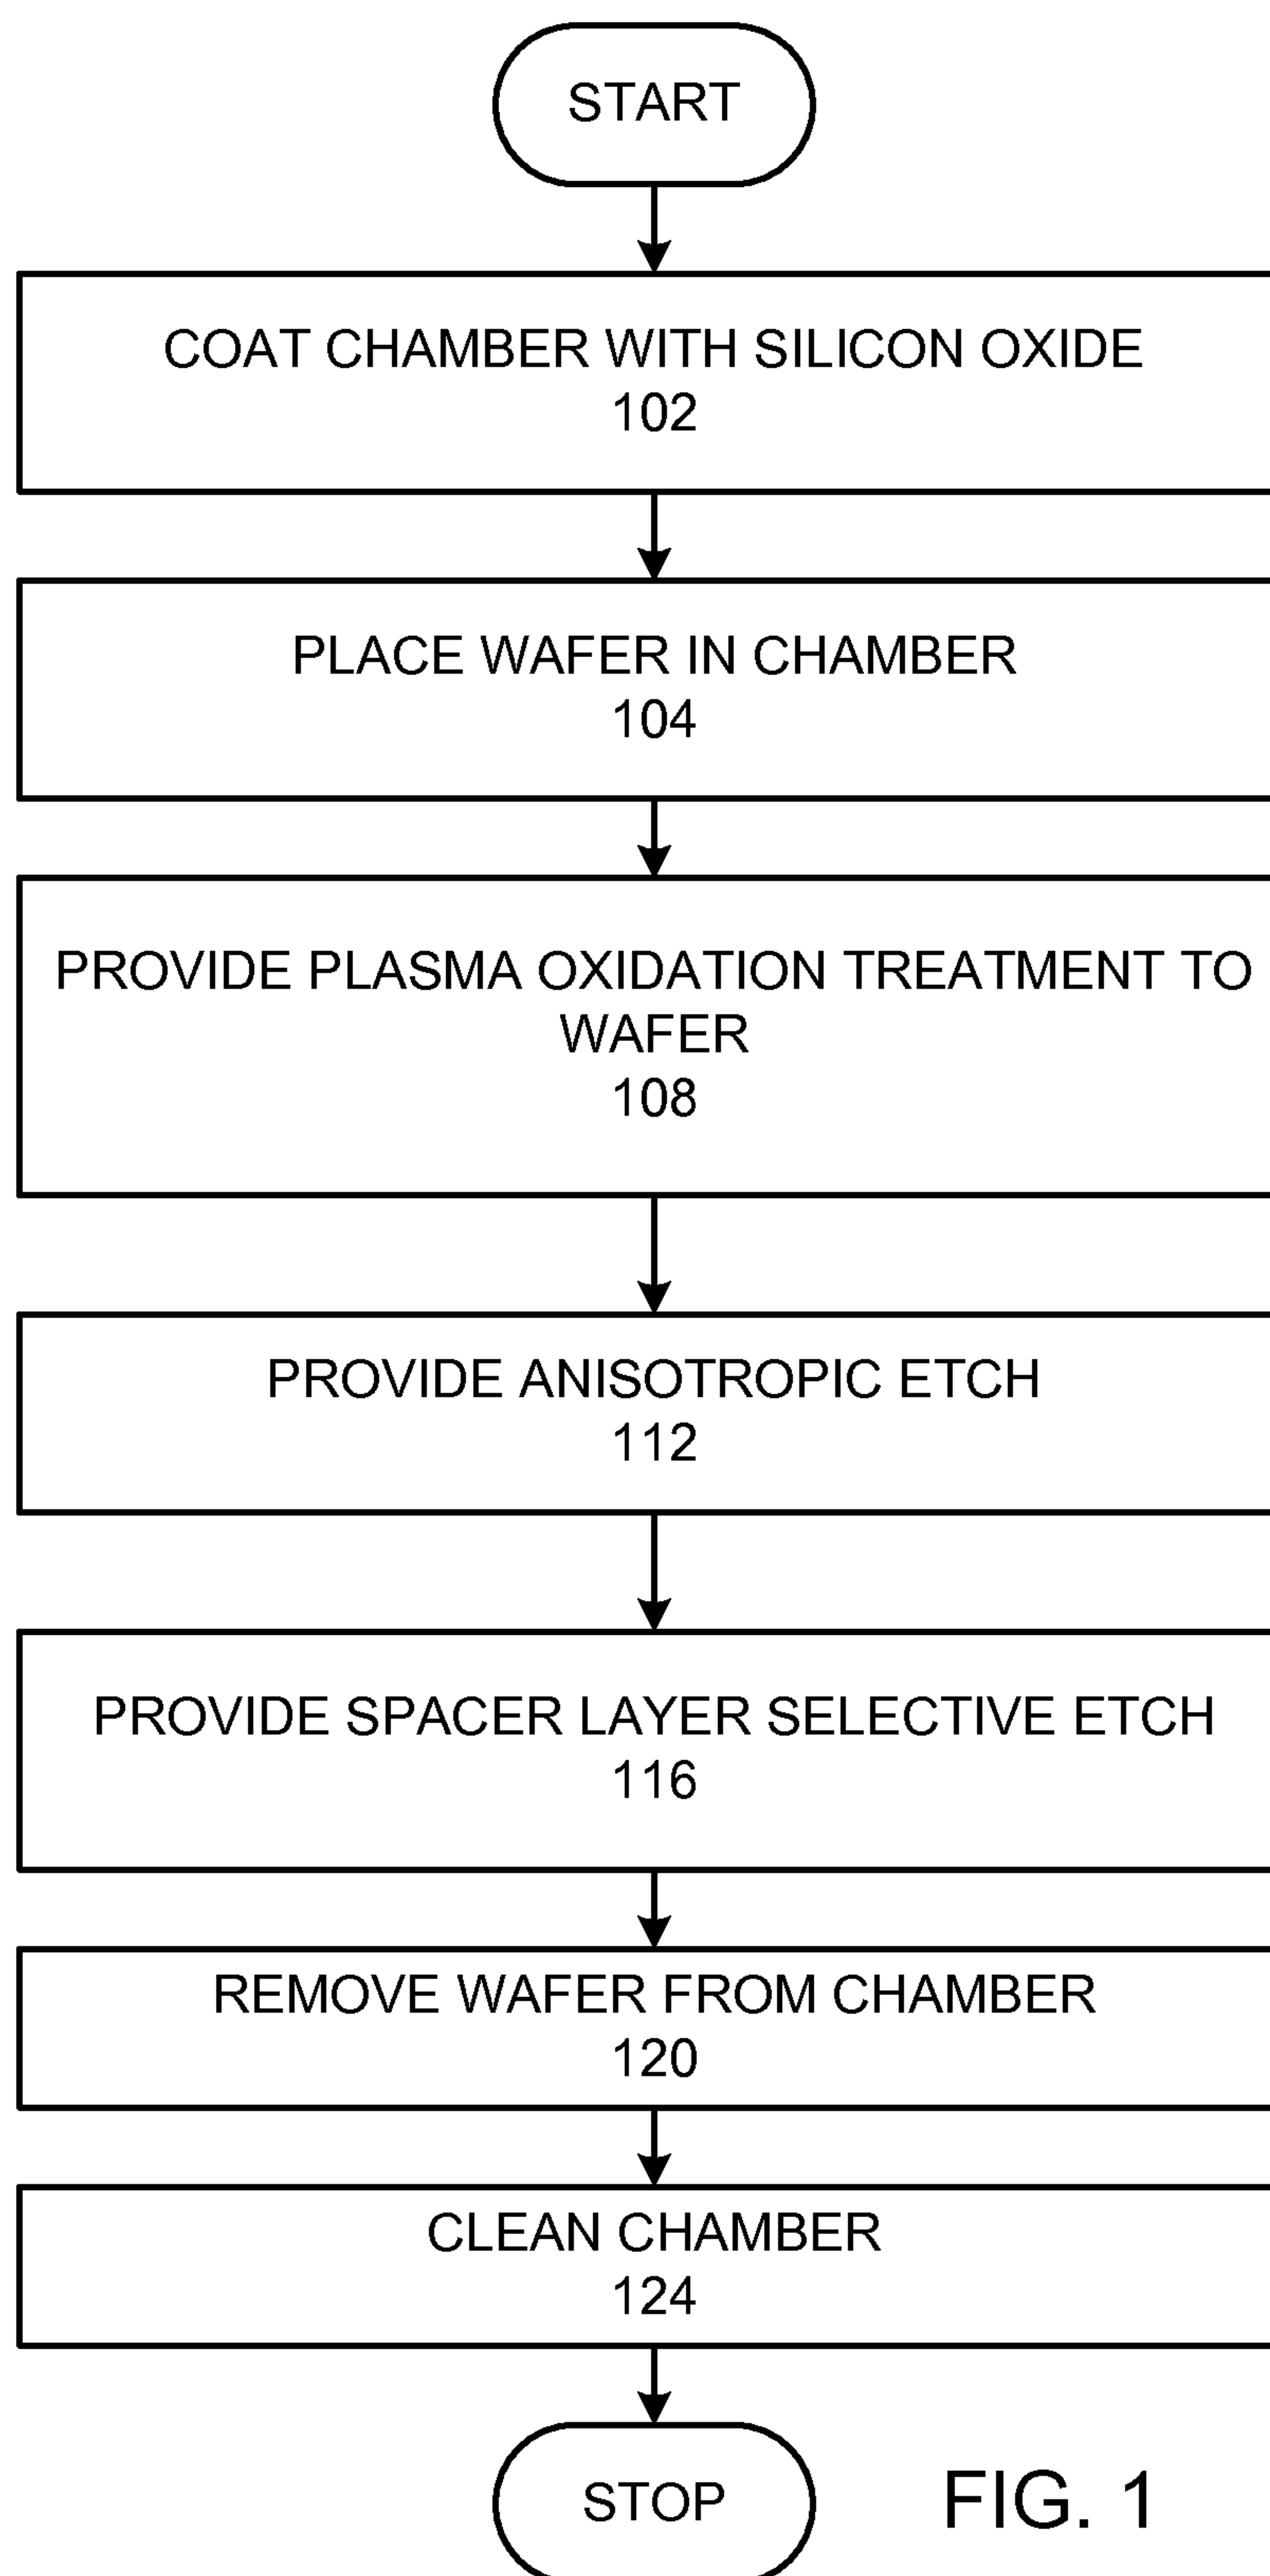 START
COAT CHAMBER WITH SILICON OXIDE
102
PLACE WAFER IN CHAMBER
104
PROVIDE PLASMA OXIDATION TREATMENT TO
WAFER
108
PROVIDE ANISOTROPIC ETCH
112
PROVIDE SPACER LAYER SELECTIVE ETCH
116
REMOVE WAFER FROM CHAMBER
120
CLEAN CHAMBER
124
STOP
FIG. 1